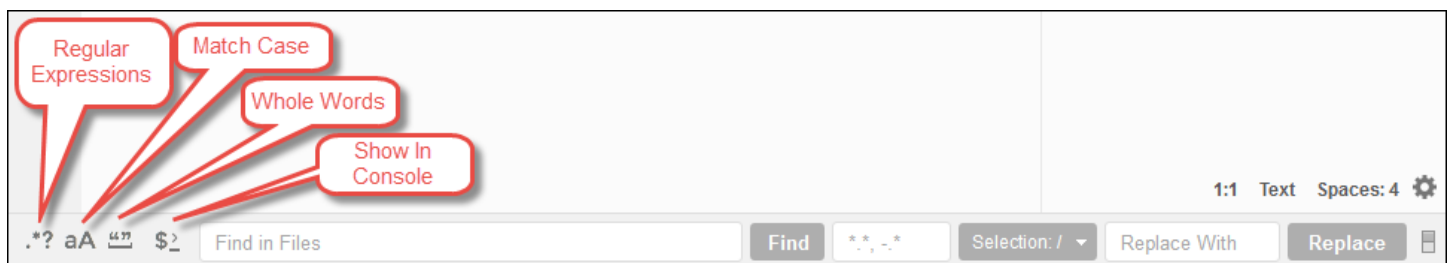 Regular
Expressions
Match Case
Whole Words
Show In
Console
1:1 Text Spaces: 4
.*? aA “” $> Find in Files Find *.*, -.* Selection: / Replace With Replace